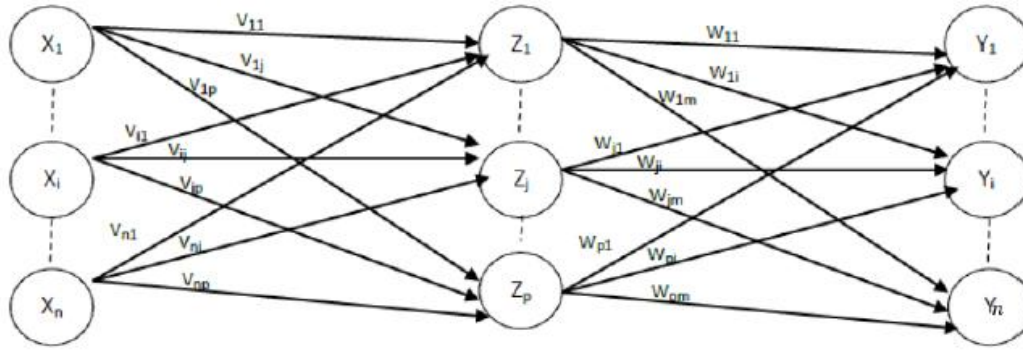 X₁ V₁₁ Z₁ W₁₁ Y₁
V₁ⱼ W₁ᵢ
V₁ₚ W₁ₘ
Vᵢ₁ Wⱼ₁
Xᵢ Vᵢⱼ Zⱼ Wⱼᵢ Yᵢ
Vᵢₚ Wⱼₘ
Vₙ₁ Wₚ₁
Vₙⱼ Wₚᵢ
Vₙₚ Wₚₘ
Xₙ Zₚ Yₙ